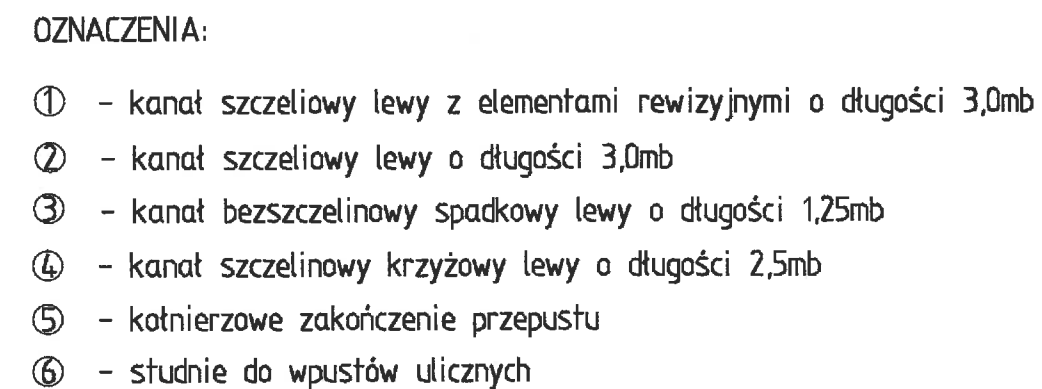 OZNACZENIA:
① - kanał szczeliowy lewy z elementami rewizyjnymi o długości 3,0mb
② - kanał szczeliowy lewy o długości 3,0mb
③ - kanał bezszczelinowy spadkowy lewy o długości 1,25mb
④ - kanał szczelinowy krzyżowy lewy o długości 2,5mb
⑤ - kołnierzowe zakończenie przepustu
⑥ - studnie do wpustów ulicznych